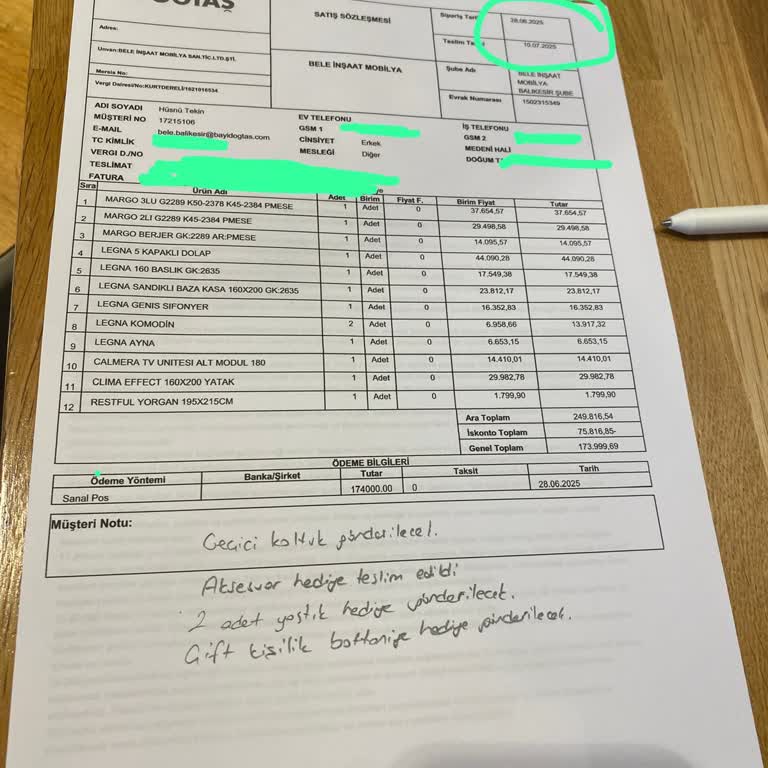 DOĞTAŞ
SATIŞ SÖZLEŞMESİ
Adres:
Unvan:BELE İNŞAAT MOBİLYA SAN.TİC.LTD.ŞTİ.
Mersis No:
Vergi Dairesi/No:KURTDERELİ/1621016534
BELE İNŞAAT MOBİLYA
Sipariş Tari
28.06.2025
Teslim Ta
10.07.2025
Şube Adı
BELE İNŞAAT
MOBİLYA
BALIKESİR ŞUBE
Evrak Numarası
1502315349
ADI SOYADI Hüsnü Tekin
MÜŞTERİ NO 17215106
E-MAIL bele.balikesir@bayidogtas.com
TC KİMLİK
VERGI D./NO
TESLİMAT
FATURA
EV TELEFONU
GSM 1
CİNSİYET Erkek
MESLEĞİ Diğer
İŞ TELEFONU
GSM 2
MEDENİ HALİ
DOĞUM T
Sıra Ürün Adı Adet Birim Fiyat F. Birim Fiyat Tutar
1 MARGO 3LU G2289 K50-2378 K45-2384 PMESE 1 Adet 0 37.654,57 37.654,57
2 MARGO 2LI G2289 K45-2384 PMESE 1 Adet 0 29.498,58 29.498,58
3 MARGO BERJER GK:2289 AR:PMESE 1 Adet 0 14.095,57 14.095,57
4 LEGNA 5 KAPAKLI DOLAP 1 Adet 0 44.090,28 44.090,28
5 LEGNA 160 BASLIK GK:2635 1 Adet 0 17.549,38 17.549,38
6 LEGNA SANDIKLI BAZA KASA 160X200 GK:2635 1 Adet 0 23.812,17 23.812,17
7 LEGNA GENIS SIFONYER 1 Adet 0 16.352,83 16.352,83
8 LEGNA KOMODİN 2 Adet 0 6.958,66 13.917,32
9 LEGNA AYNA 1 Adet 0 6.653,15 6.653,15
10 CALMERA TV UNITESI ALT MODUL 180 1 Adet 0 14.410,01 14.410,01
11 CLIMA EFFECT 160X200 YATAK 1 Adet 0 29.982,78 29.982,78
12 RESTFUL YORGAN 195X215CM 1 Adet 0 1.799,90 1.799,90
Ara Toplam 249.816,54
İskonto Toplam 75.816,85-
Genel Toplam 173.999,69
ÖDEME BİLGİLERİ
Ödeme Yöntemi Banka/Şirket Tutar Taksit Tarih
Sanal Pos 174000.00 0 28.06.2025
Müşteri Notu:
Geçici koltuk gönderilecek.
Aksesuar hediye teslim edildi
2 adet yastık hediye gönderilecek.
Çift kişilik battaniye hediye gönderilecek.